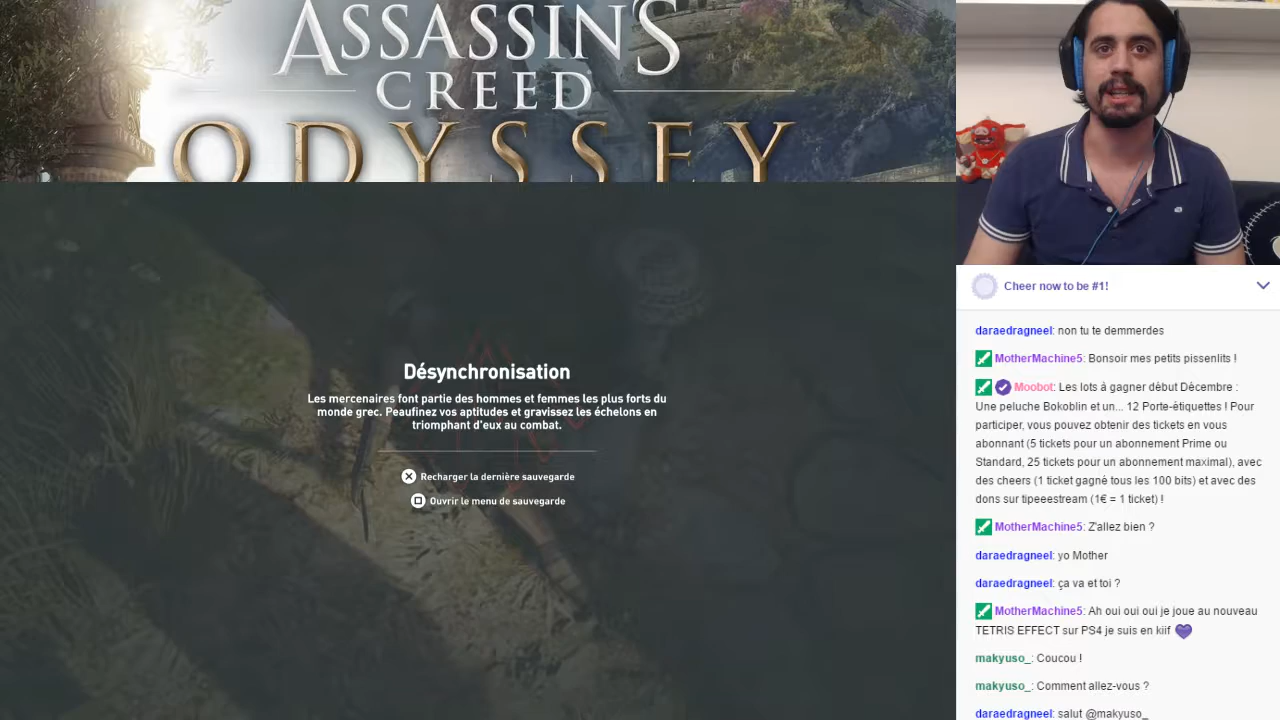 ASSASSIN'S
CREED
ODYSSEY
Désynchronisation
Les mercenaires font partie des hommes et femmes les plus forts du
monde grec. Peaufinez vos aptitudes et gravissez les échelons en
triomphant d'eux au combat.
Recharger la dernière sauvegarde
Ouvrir le menu de sauvegarde
Cheer now to be #1!
daraedragneel: non tu te demmerdes
MotherMachine5: Bonsoir mes petits pissenlits !
Moobot: Les lots à gagner début Décembre :
Une peluche Bokoblin et un... 12 Porte-étiquettes ! Pour
participer, vous pouvez obtenir des tickets en vous
abonnant (5 tickets pour un abonnement Prime ou
Standard, 25 tickets pour un abonnement maximal), avec
des cheers (1 ticket gagné tous les 100 bits) et avec des
dons sur tipeeestream (1€ = 1 ticket) !
MotherMachine5: Z'allez bien ?
daraedragneel: yo Mother
daraedragneel: ça va et toi ?
MotherMachine5: Ah oui oui oui je joue au nouveau
TETRIS EFFECT sur PS4 je suis en kiif
makyuso_: Coucou !
makyuso_: Comment allez-vous ?
daraedragneel: salut @makyuso_